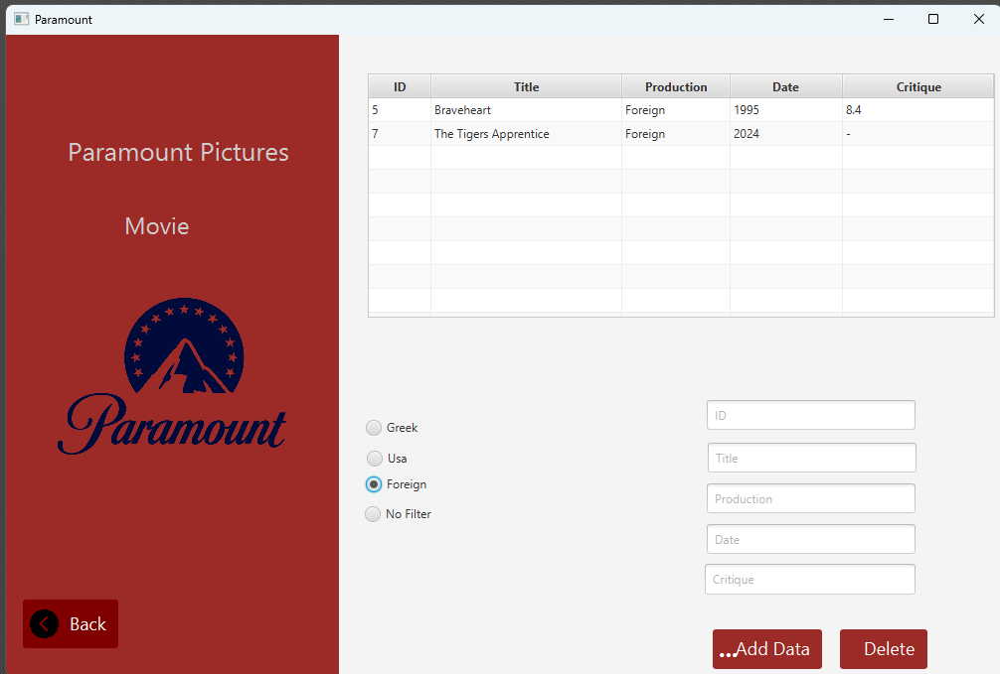 Paramount
Paramount Pictures
Movie
Paramount
Back
ID Title Production Date Critique
5 Braveheart Foreign 1995 8.4
7 The Tigers Apprentice Foreign 2024 -
Greek
Usa
Foreign
No Filter
ID
Title
Production
Date
Critique
...Add Data
Delete